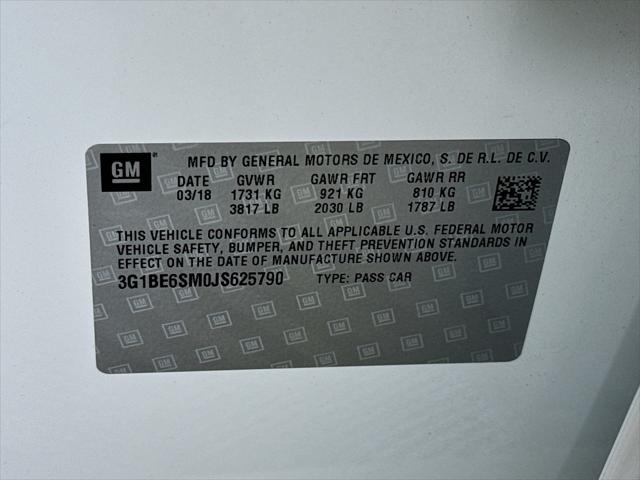 GM
MFD BY GENERAL MOTORS DE MEXICO, S. DE R.L. DE C.V.
DATE GVWR GAWR FRT GAWR RR
03/18 1731 KG 921 KG 810 KG
3817 LB 2030 LB 1787 LB
THIS VEHICLE CONFORMS TO ALL APPLICABLE U.S. FEDERAL MOTOR
VEHICLE SAFETY, BUMPER, AND THEFT PREVENTION STANDARDS
IN EFFECT ON THE DATE OF MANUFACTURE SHOWN ABOVE.
3G1BE6SM0JS625790 TYPE: PASS CAR